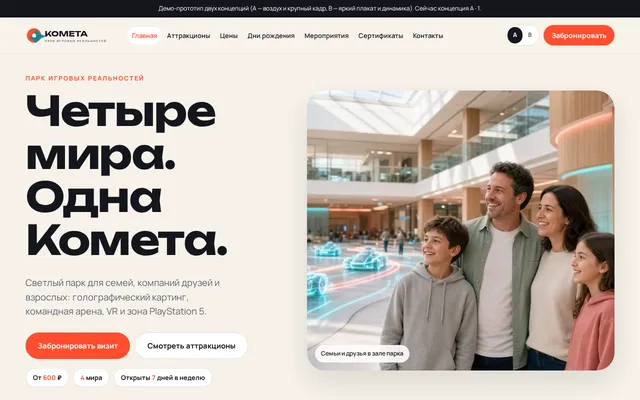 Демо-прототип двух концепций (A — воздух и крупный кадр, B — яркий плакат и динамика). Сейчас концепция A · 1.
КОМЕТА
ПАРК ИГРОВЫХ РЕАЛЬНОСТЕЙ
Главная Аттракционы Цены Дни рождения Мероприятия Сертификаты Контакты
A B Забронировать
ПАРК ИГРОВЫХ РЕАЛЬНОСТЕЙ
Четыре
мира.
Одна
Комета.
Светлый парк для семей, компаний друзей и
взрослых: голографический картинг,
командная арена, VR и зона PlayStation 5.
Забронировать визит Смотреть аттракционы
От 600 ₽ 4 мира Открыты 7 дней в неделю
Семьи и друзья в зале парка